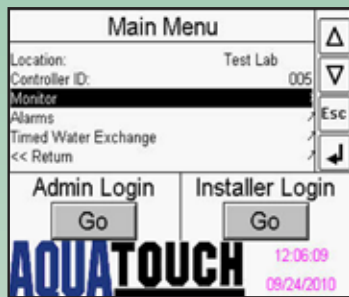 Main Menu
Location: Test Lab
Controller ID: 005
Monitor
Alarms
Timed Water Exchange
<< Return
Esc
Admin Login Installer Login
Go Go
AQUATOUCH
12:06:09
09/24/2010